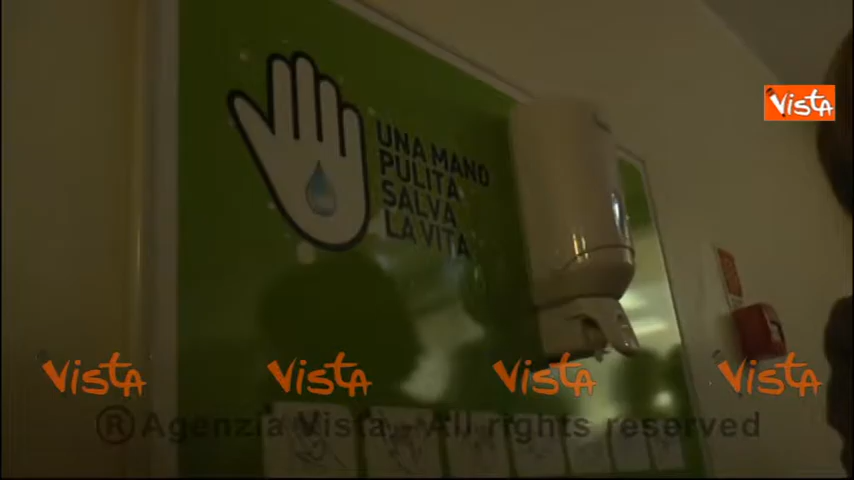 VISTA
UNA MANO
PULITA
SALVA
LA VITA
VISTA VISTA VISTA VISTA
®Agenzia Vista - All rights reserved